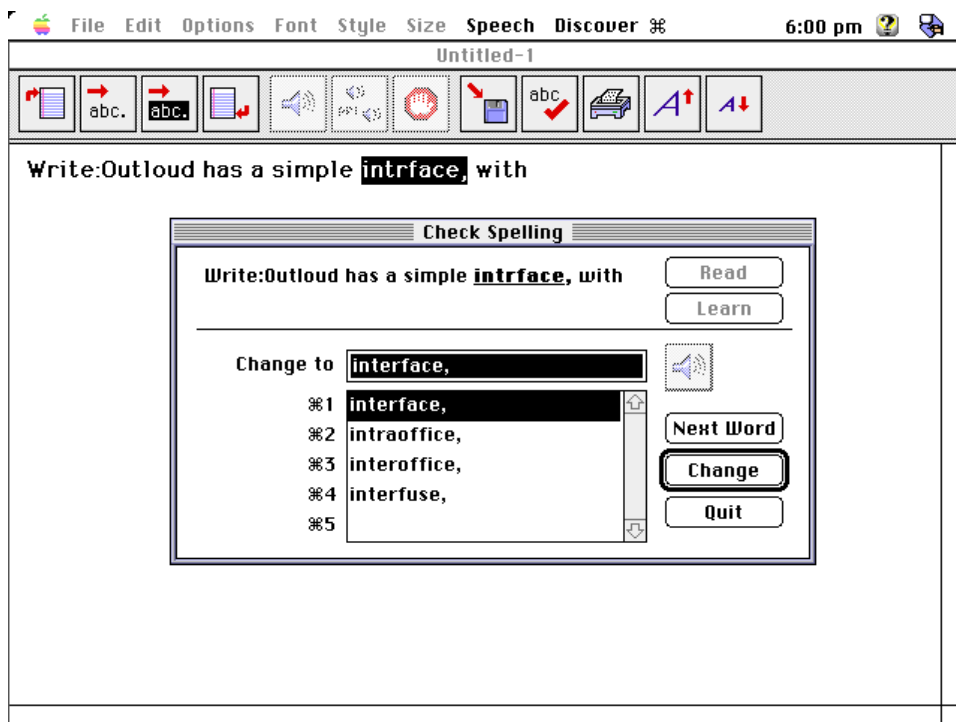 File Edit Options Font Style Size Speech Discover ⌘ 6:00 pm
Untitled-1
abc. abc. abc
Write:Outloud has a simple intrface, with
Check Spelling
Write:Outloud has a simple intrface, with
Read
Learn
Change to interface,
⌘1 interface,
⌘2 intraoffice,
Next Word
⌘3 interoffice,
Change
⌘4 interfuse,
Quit
⌘5